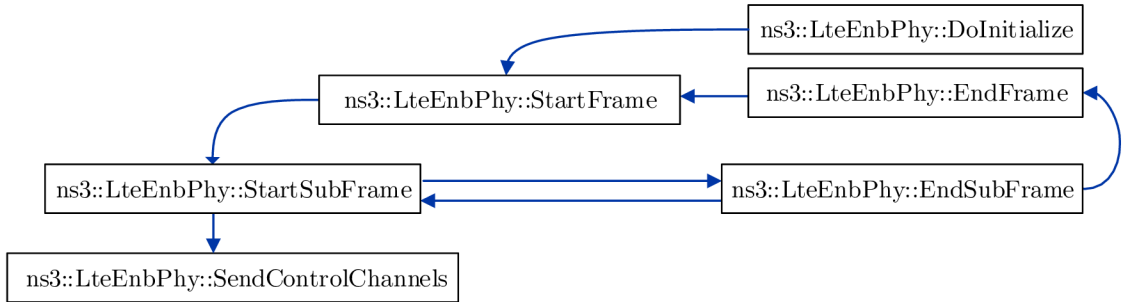 ns3::LteEnbPhy::DoInitialize
ns3::LteEnbPhy::StartFrame
ns3::LteEnbPhy::EndFrame
ns3::LteEnbPhy::StartSubFrame
ns3::LteEnbPhy::EndSubFrame
ns3::LteEnbPhy::SendControlChannels